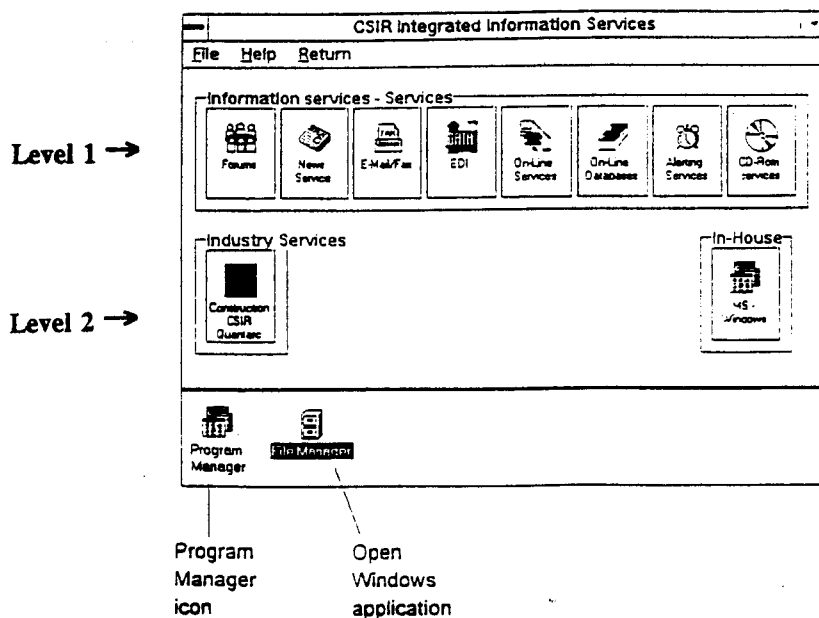 CSIR Integrated Information Services
File Help Return
Information services - Services
Level 1 →
Forums
News
Service
E-Mail/Fax
EDI
On-Line
Services
On-Line
Databases
Alerting
Services
CD-Rom
services
Industry Services
In-House
Level 2 →
Construction
CSIR
Quantarc
MS -
Windows
Program
Manager
File Manager
Program
Manager
icon
Open
Windows
application